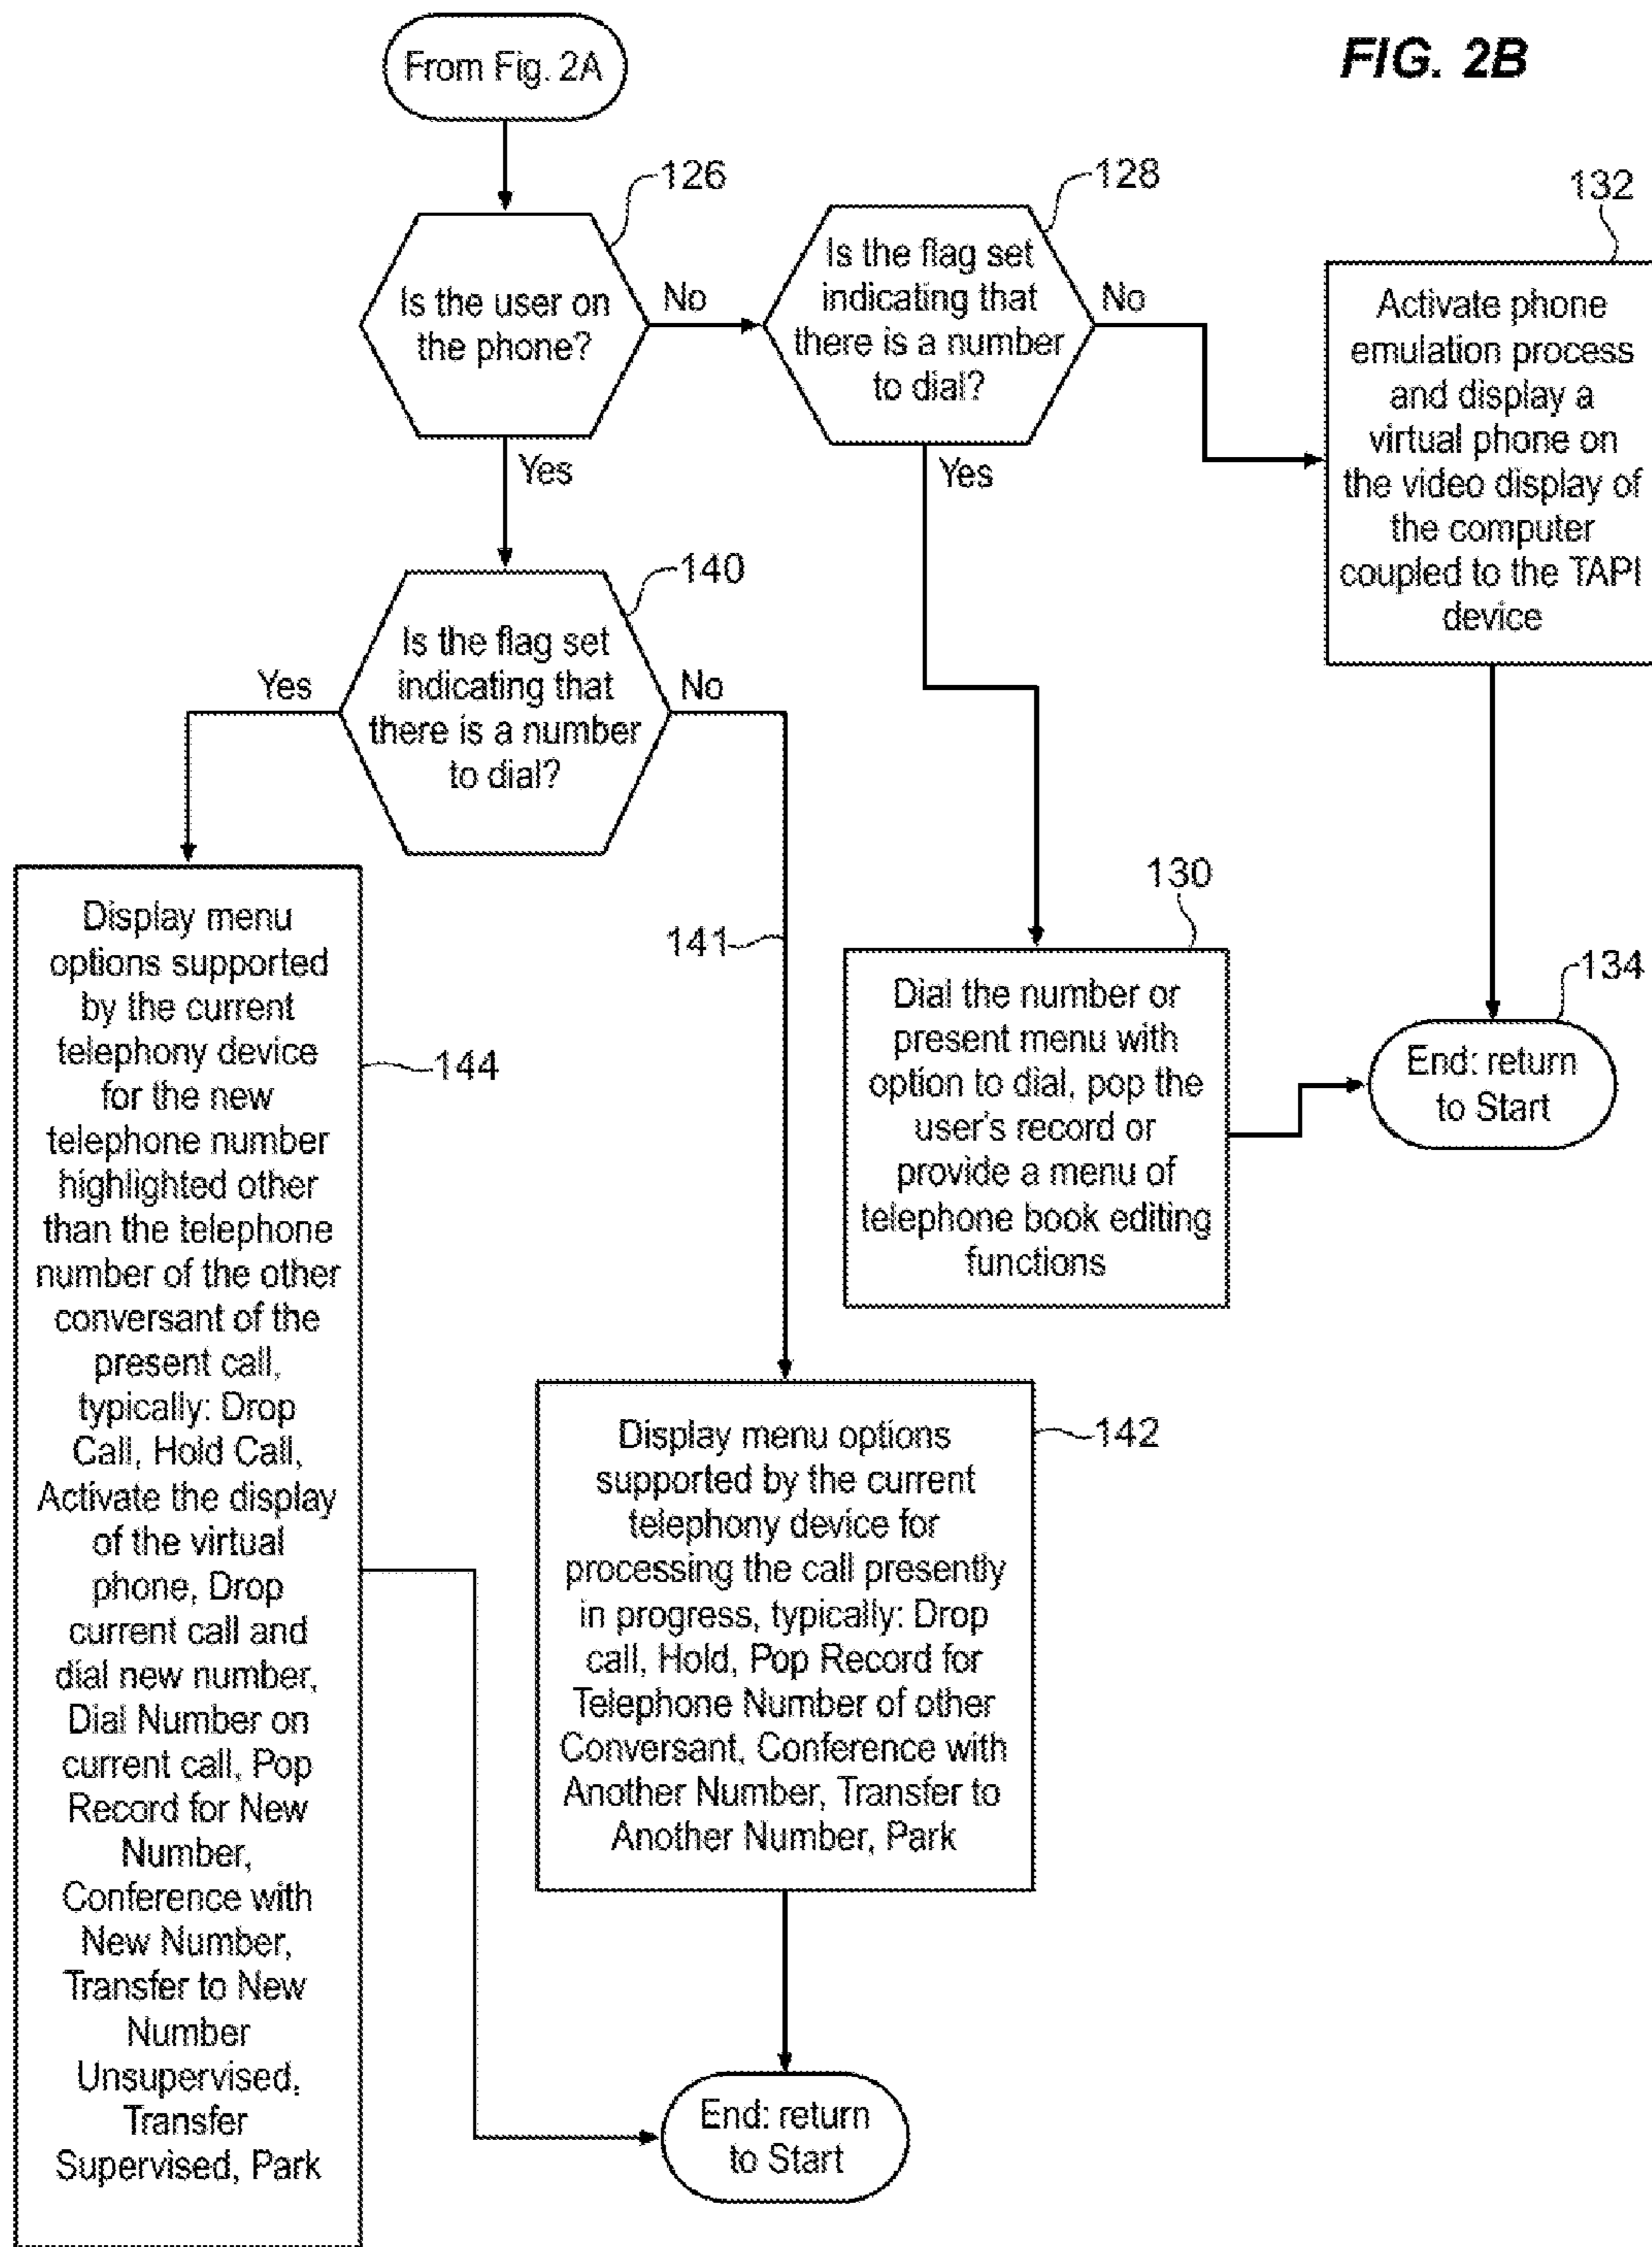 FIG. 2B
From Fig. 2A
126
Is the user on
the phone?
No
Yes
128
Is the flag set
indicating that
there is a number
to dial?
No
Yes
132
Activate phone
emulation process
and display a
virtual phone on
the video display of
the computer
coupled to the TAPI
device
140
Is the flag set
indicating that
there is a number
to dial?
Yes
No
141
130
Dial the number or
present menu with
option to dial, pop the
user's record or
provide a menu of
telephone book editing
functions
134
End: return
to Start
144
Display menu
options supported
by the current
telephony device
for the new
telephone number
highlighted other
than the telephone
number of the other
conversant of the
present call,
typically: Drop
Call, Hold Call,
Activate the display
of the virtual
phone, Drop
current call and
dial new number,
Dial Number on
current call, Pop
Record for New
Number,
Conference with
New Number,
Transfer to New
Number
Unsupervised,
Transfer
Supervised, Park
142
Display menu options
supported by the current
telephony device for
processing the call presently
in progress, typically: Drop
call, Hold, Pop Record for
Telephone Number of other
Conversant, Conference with
Another Number, Transfer to
Another Number, Park
End: return
to Start